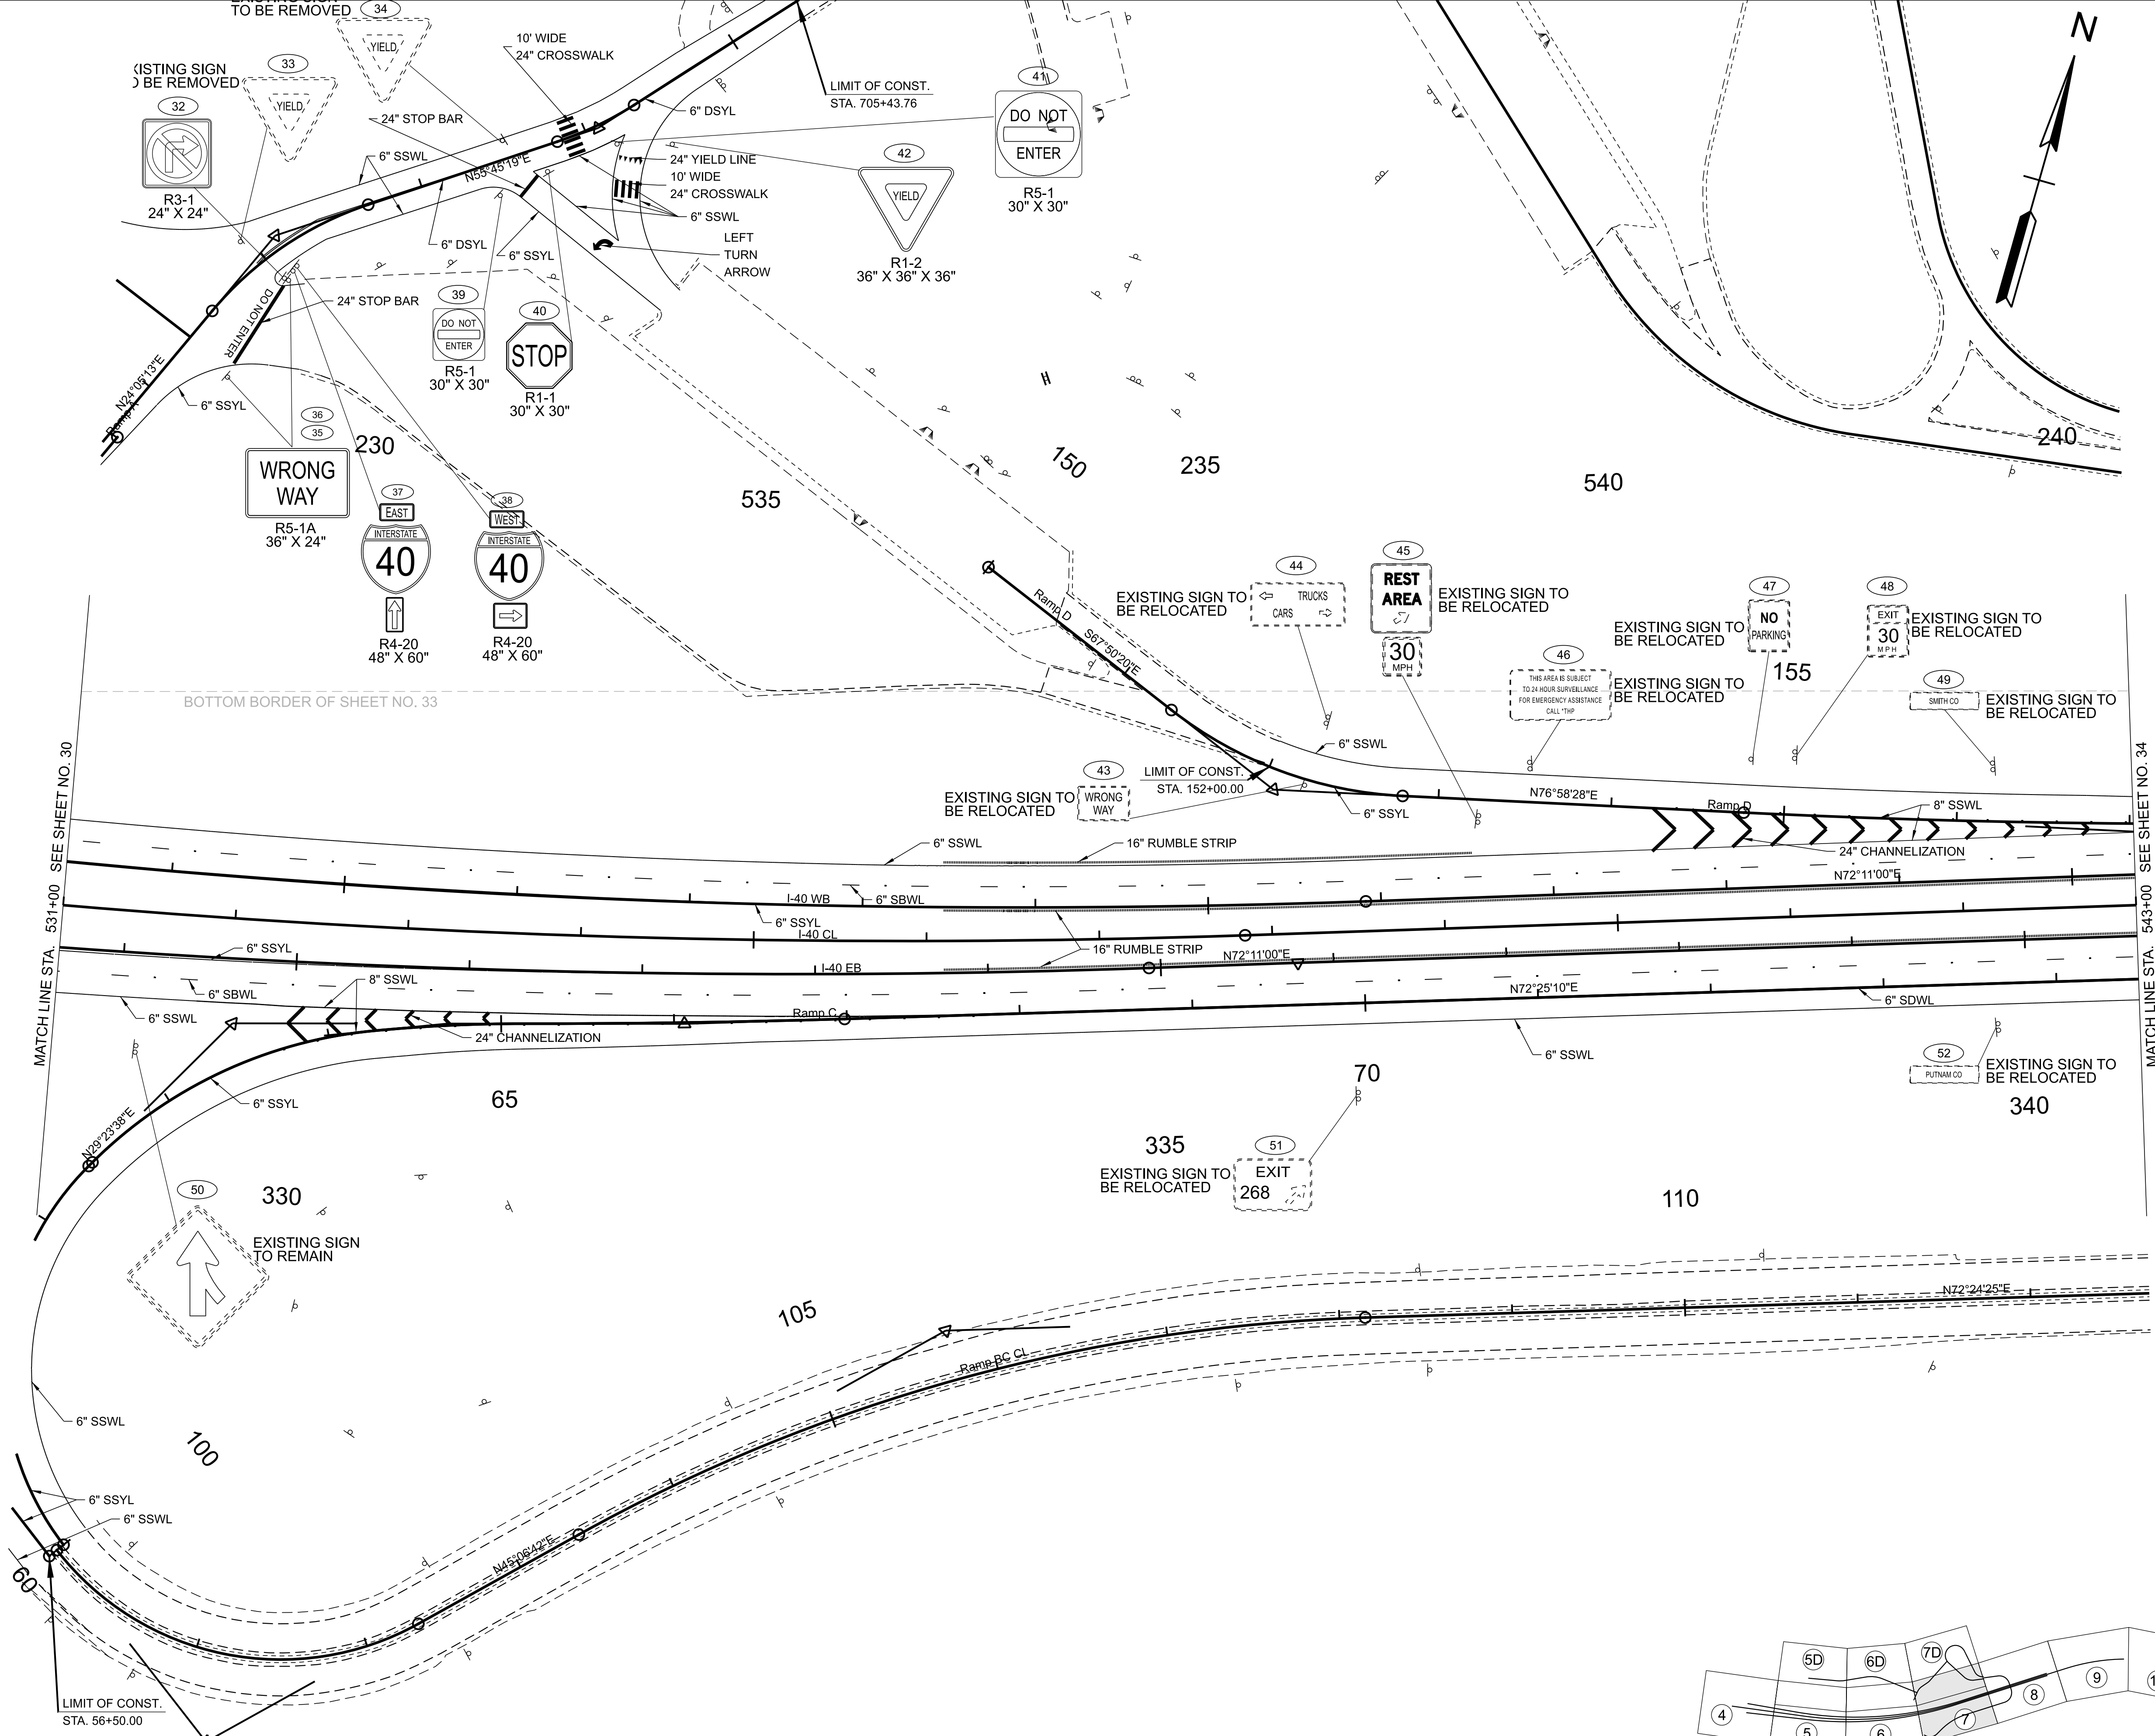 TO BE REMOVED
34
YIELD
33
YIELD
TO BE REMOVED
32
R3-1
24" X 24"
10' WIDE
24" CROSSWALK
24" STOP BAR
6" SSWL
N55°45'19"E
6" DSYL
LIMIT OF CONST.
STA. 705+43.76
41
DO NOT
ENTER
R5-1
30" X 30"
24" YIELD LINE
10' WIDE
24" CROSSWALK
6" SSWL
LEFT
TURN
ARROW
42
YIELD
R1-2
36" X 36" X 36"
N
6" DSYL
6" SSYL
24" STOP BAR
DO NOT ENTER
N24°05'13"E
Ramp A
6" SSYL
39
DO NOT
ENTER
R5-1
30" X 30"
40
STOP
R1-1
30" X 30"
36
35
WRONG
WAY
R5-1A
36" X 24"
230
37
EAST
INTERSTATE
40
R4-20
48" X 60"
38
WEST
INTERSTATE
40
R4-20
48" X 60"
535
150
235
540
240
BOTTOM BORDER OF SHEET NO. 33
Ramp D
S67°50'20"E
EXISTING SIGN TO
BE RELOCATED
44
TRUCKS
CARS
45
REST
AREA
30
MPH
EXISTING SIGN TO
BE RELOCATED
46
THIS AREA IS SUBJECT
TO 24 HOUR SURVEILLANCE
FOR EMERGENCY ASSISTANCE
CALL *THP
EXISTING SIGN TO
BE RELOCATED
EXISTING SIGN TO
BE RELOCATED
47
NO
PARKING
155
48
EXIT
30
MPH
EXISTING SIGN TO
BE RELOCATED
49
SMITH CO
EXISTING SIGN TO
BE RELOCATED
6" SSWL
EXISTING SIGN TO
BE RELOCATED
43
WRONG
WAY
LIMIT OF CONST.
STA. 152+00.00
6" SSYL
N76°58'28"E
Ramp D
8" SSWL
24" CHANNELIZATION
MATCH LINE STA. 531+00 SEE SHEET NO. 30
MATCH LINE STA. 543+00 SEE SHEET NO. 34
6" SSWL
16" RUMBLE STRIP
I-40 WB
6" SBWL
6" SSYL
I-40 CL
N72°11'00"E
6" SSYL
16" RUMBLE STRIP
I-40 EB
N72°11'00"E
6" SBWL
8" SSWL
6" SSWL
24" CHANNELIZATION
Ramp C
N72°25'10"E
6" SDWL
6" SSWL
6" SSYL
N29°23'38"E
65
70
335
EXISTING SIGN TO
BE RELOCATED
51
EXIT
268
52
PUTNAM CO
EXISTING SIGN TO
BE RELOCATED
340
110
50
330
EXISTING SIGN
TO REMAIN
105
Ramp BC CL
N72°24'25"E
6" SSWL
100
6" SSYL
6" SSWL
60
N45°06'42"E
LIMIT OF CONST.
STA. 56+50.00
5D
6D
7D
4
5
6
7
8
9